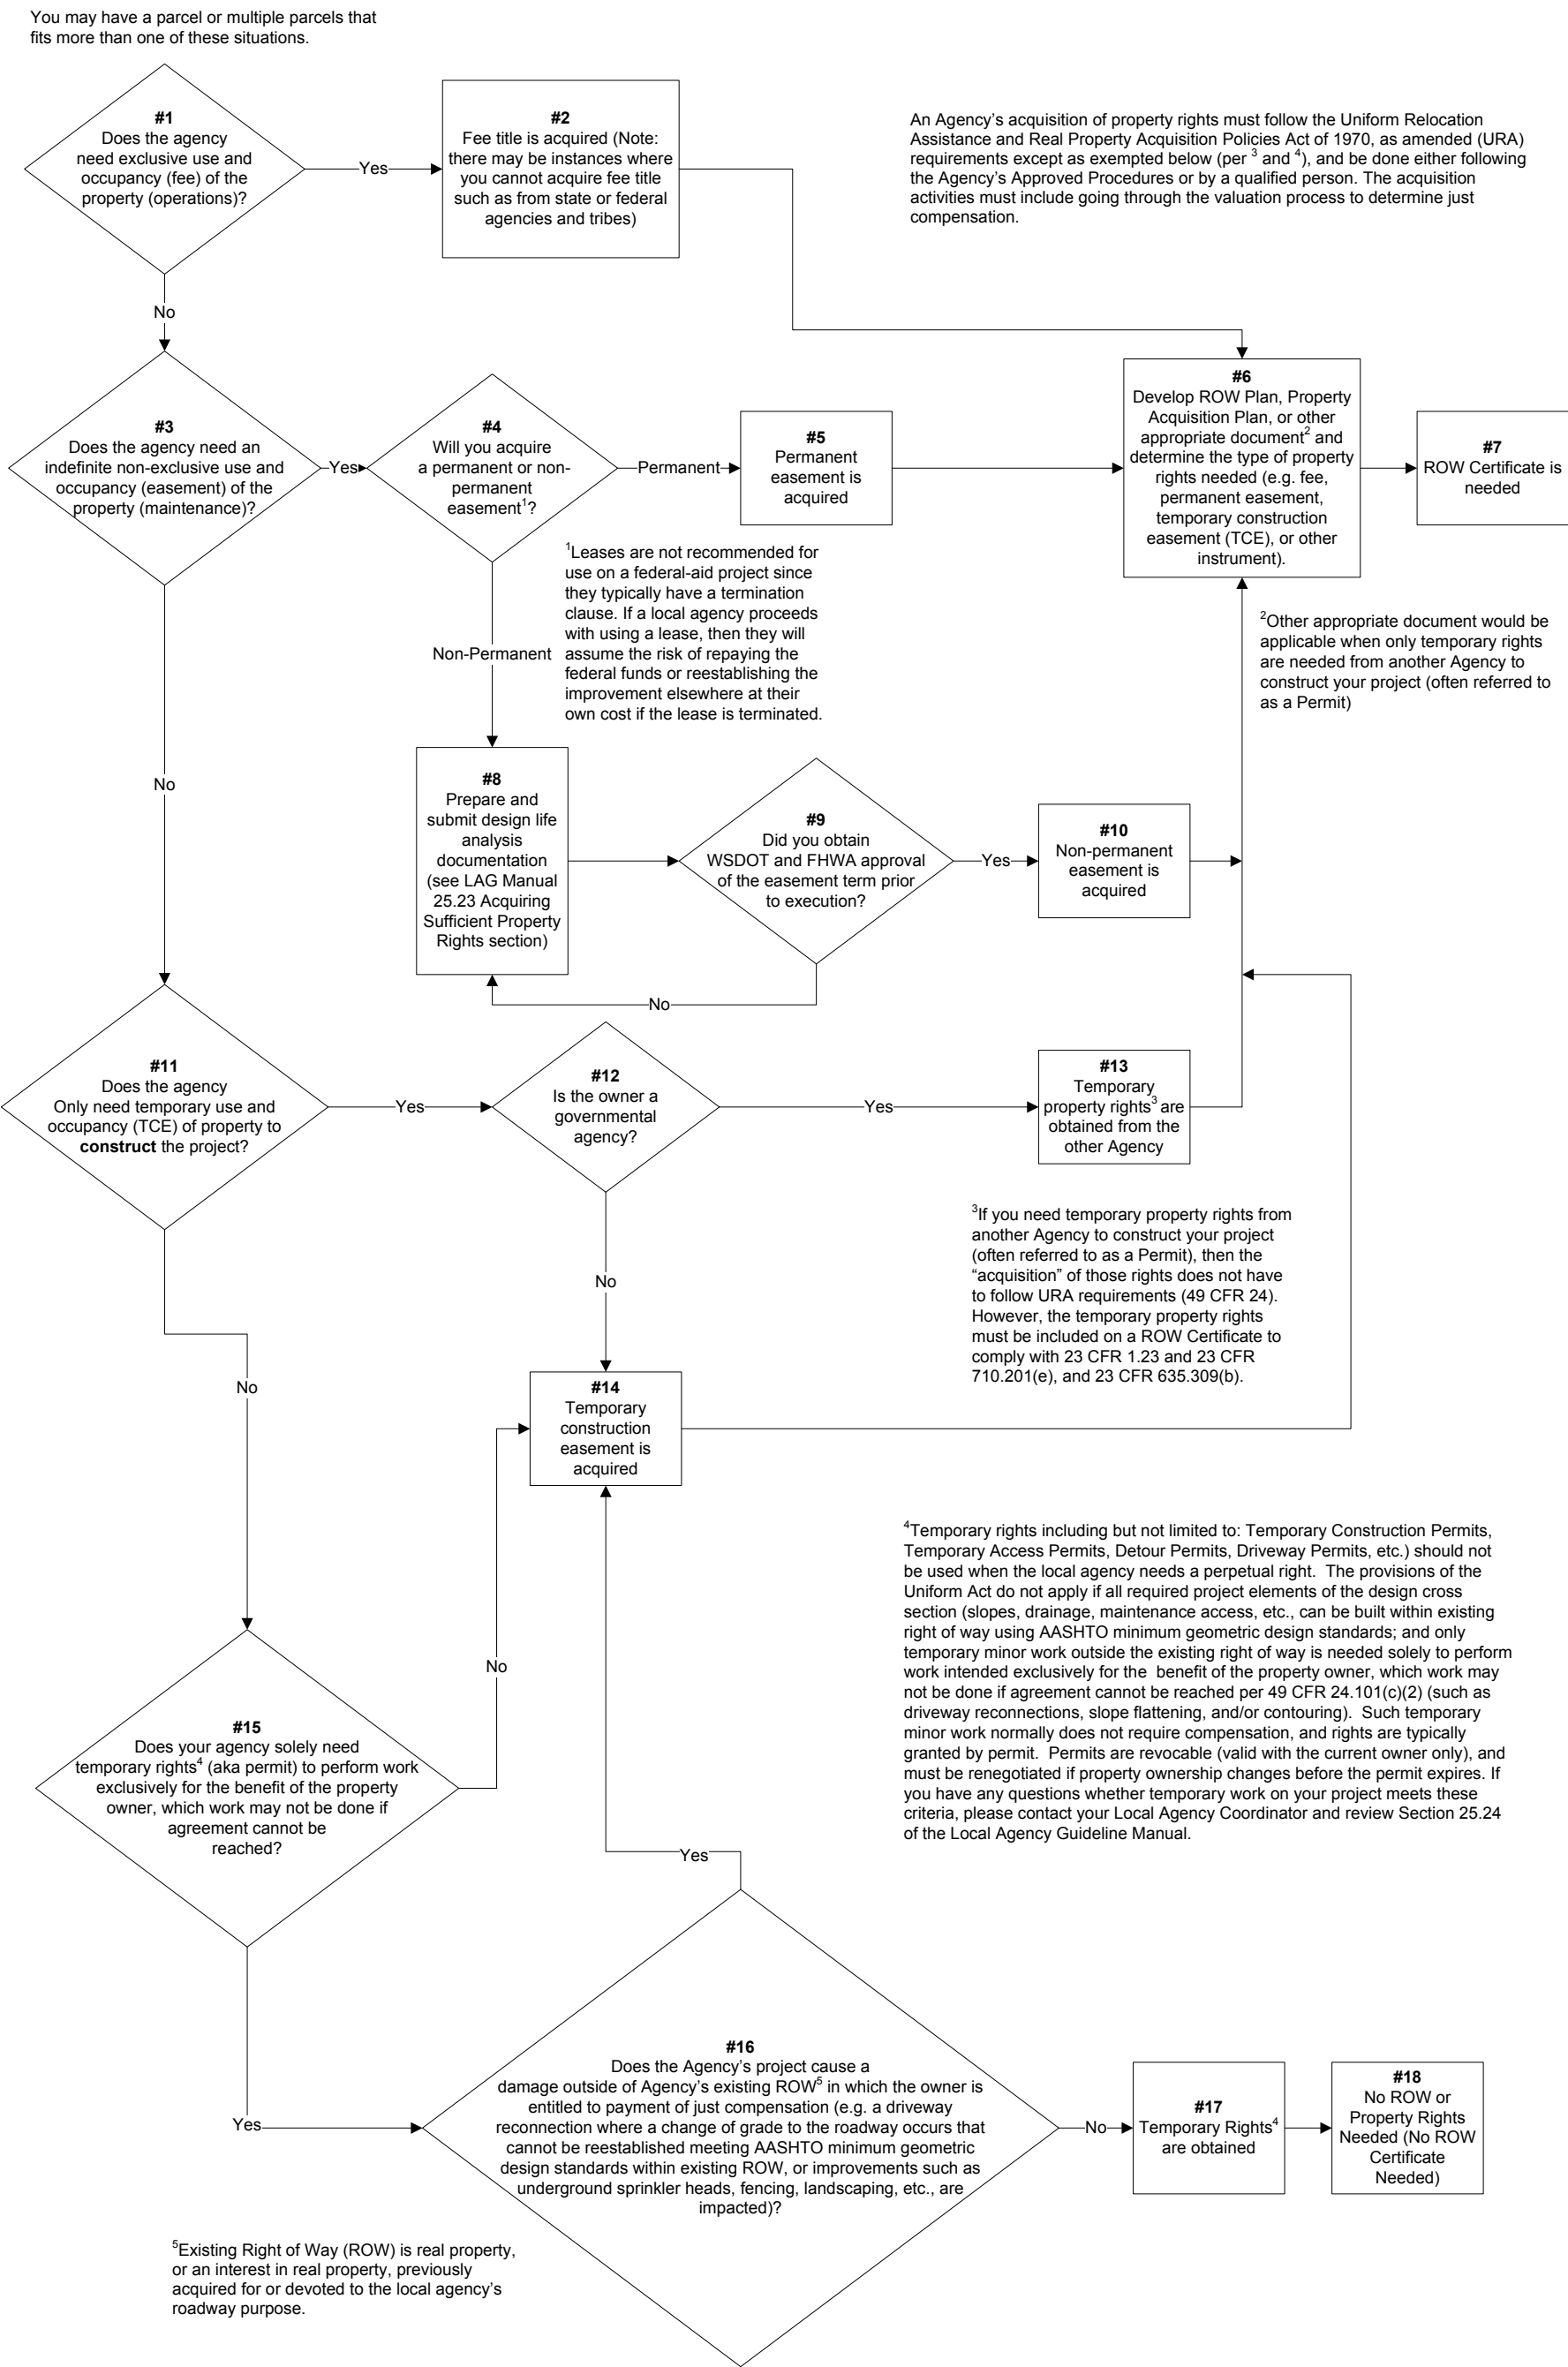 You may have a parcel or multiple parcels that
fits more than one of these situations.
#1
Does the agency
need exclusive use and
occupancy (fee) of the
property (operations)?
Yes
#2
Fee title is acquired (Note:
there may be instances where
you cannot acquire fee title
such as from state or federal
agencies and tribes)
An Agency’s acquisition of property rights must follow the Uniform Relocation
Assistance and Real Property Acquisition Policies Act of 1970, as amended (URA)
requirements except as exempted below (per ³ and ⁴), and be done either following
the Agency’s Approved Procedures or by a qualified person. The acquisition
activities must include going through the valuation process to determine just
compensation.
No
#3
Does the agency need an
indefinite non-exclusive use and
occupancy (easement) of the
property (maintenance)?
Yes
#4
Will you acquire
a permanent or non-
permanent
easement¹?
Permanent
#5
Permanent
easement is
acquired
#6
Develop ROW Plan, Property
Acquisition Plan, or other
appropriate document² and
determine the type of property
rights needed (e.g. fee,
permanent easement,
temporary construction
easement (TCE), or other
instrument).
#7
ROW Certificate is
needed
¹Leases are not recommended for
use on a federal-aid project since
they typically have a termination
clause. If a local agency proceeds
with using a lease, then they will
assume the risk of repaying the
federal funds or reestablishing the
improvement elsewhere at their
own cost if the lease is terminated.
Non-Permanent
²Other appropriate document would be
applicable when only temporary rights
are needed from another Agency to
construct your project (often referred to
as a Permit)
No
#8
Prepare and
submit design life
analysis
documentation
(see LAG Manual
25.23 Acquiring
Sufficient Property
Rights section)
#9
Did you obtain
WSDOT and FHWA approval
of the easement term prior
to execution?
Yes
#10
Non-permanent
easement is
acquired
No
#11
Does the agency
Only need temporary use and
occupancy (TCE) of property to
construct the project?
Yes
#12
Is the owner a
governmental
agency?
Yes
#13
Temporary
property rights³ are
obtained from the
other Agency
³If you need temporary property rights from
another Agency to construct your project
(often referred to as a Permit), then the
“acquisition” of those rights does not have
to follow URA requirements (49 CFR 24).
However, the temporary property rights
must be included on a ROW Certificate to
comply with 23 CFR 1.23 and 23 CFR
710.201(e), and 23 CFR 635.309(b).
No
No
#14
Temporary
construction
easement is
acquired
⁴Temporary rights including but not limited to: Temporary Construction Permits,
Temporary Access Permits, Detour Permits, Driveway Permits, etc.) should not
be used when the local agency needs a perpetual right.  The provisions of the
Uniform Act do not apply if all required project elements of the design cross
section (slopes, drainage, maintenance access, etc., can be built within existing
right of way using AASHTO minimum geometric design standards; and only
temporary minor work outside the existing right of way is needed solely to perform
work intended exclusively for the  benefit of the property owner, which work may
not be done if agreement cannot be reached per 49 CFR 24.101(c)(2) (such as
driveway reconnections, slope flattening, and/or contouring).  Such temporary
minor work normally does not require compensation, and rights are typically
granted by permit.  Permits are revocable (valid with the current owner only), and
must be renegotiated if property ownership changes before the permit expires. If
you have any questions whether temporary work on your project meets these
criteria, please contact your Local Agency Coordinator and review Section 25.24
of the Local Agency Guideline Manual.
No
#15
Does your agency solely need
temporary rights⁴ (aka permit) to perform work
exclusively for the benefit of the property
owner, which work may not be done if
agreement cannot be
reached?
Yes
Yes
#16
Does the Agency’s project cause a
damage outside of Agency’s existing ROW⁵ in which the owner is
entitled to payment of just compensation (e.g. a driveway
reconnection where a change of grade to the roadway occurs that
cannot be reestablished meeting AASHTO minimum geometric
design standards within existing ROW, or improvements such as
underground sprinkler heads, fencing, landscaping, etc., are
impacted)?
No
#17
Temporary Rights⁴
are obtained
#18
No ROW or
Property Rights
Needed (No ROW
Certificate
Needed)
⁵Existing Right of Way (ROW) is real property,
or an interest in real property, previously
acquired for or devoted to the local agency’s
roadway purpose.